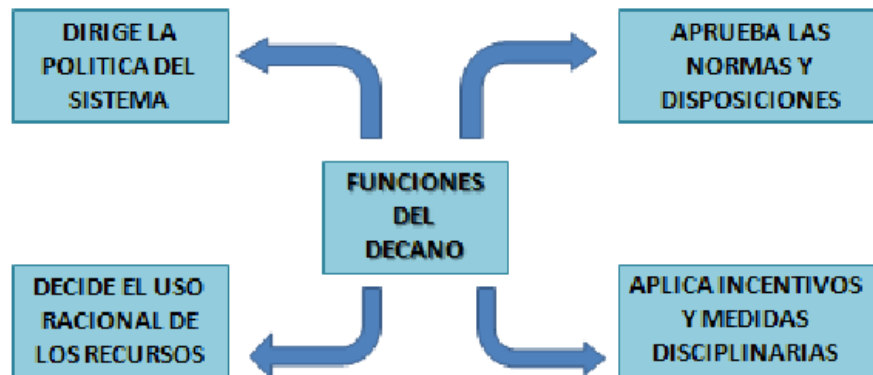 DIRIGE LA
POLITICA DEL
SISTEMA
APRUEBA LAS
NORMAS Y
DISPOSICIONES
FUNCIONES
DEL
DECANO
DECIDE EL USO
RACIONAL DE
LOS RECURSOS
APLICA INCENTIVOS
Y MEDIDAS
DISCIPLINARIAS